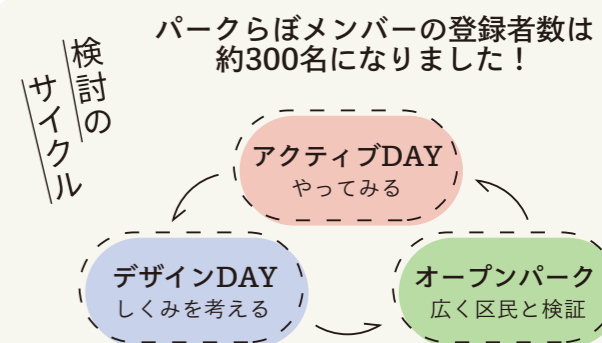 パークらぼメンバーの登録者数は
約300名になりました！
検討の
サイクル
アクティブDAY
やってみる
デザインDAY
しくみを考える
オープンパーク
広く区民と検証